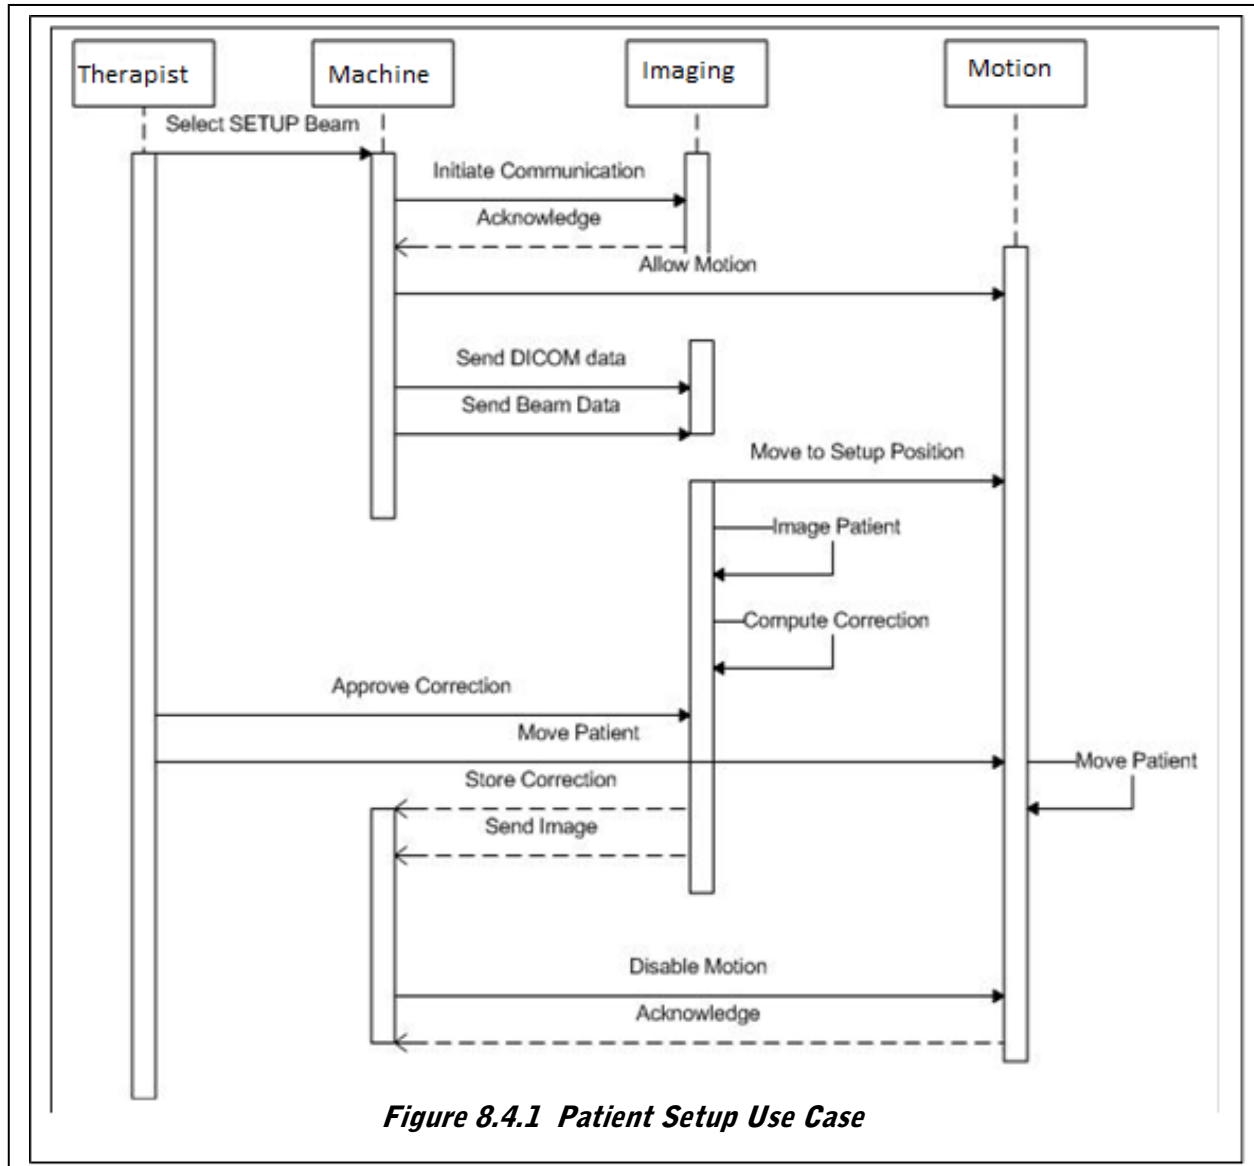 Therapist
Machine
Imaging
Motion
Select SETUP Beam
Initiate Communication
Acknowledge
Allow Motion
Send DICOM data
Send Beam Data
Move to Setup Position
Image Patient
Compute Correction
Approve Correction
Move Patient
Move Patient
Store Correction
Send Image
Disable Motion
Acknowledge
Figure 8.4.1 Patient Setup Use Case